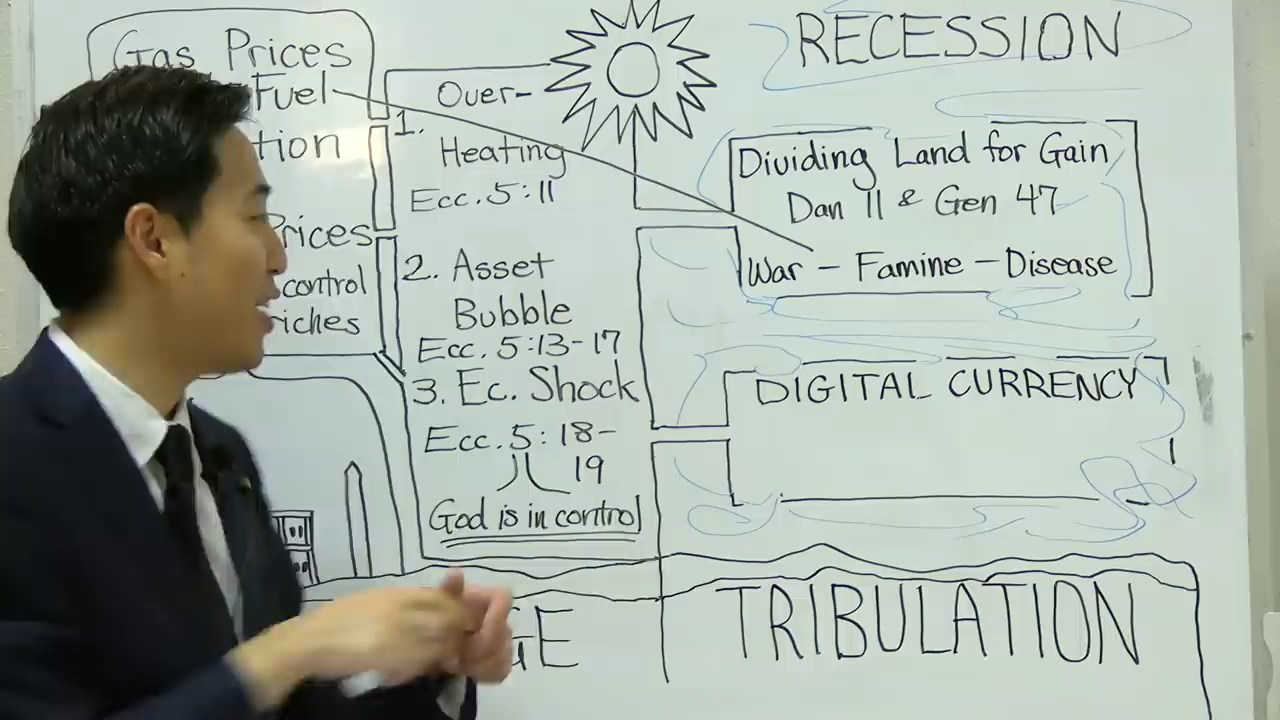 Gas Prices
Fuel
tion
Prices
control
riches
Over-
1.
Heating
Ecc. 5:11
2. Asset
Bubble
Ecc. 5:13-17
3. Ec. Shock
Ecc. 5:18-
19
God is in control
RECESSION
Dividing Land for Gain
Dan 11 & Gen 47
War - Famine - Disease
DIGITAL CURRENCY
GE
TRIBULATION